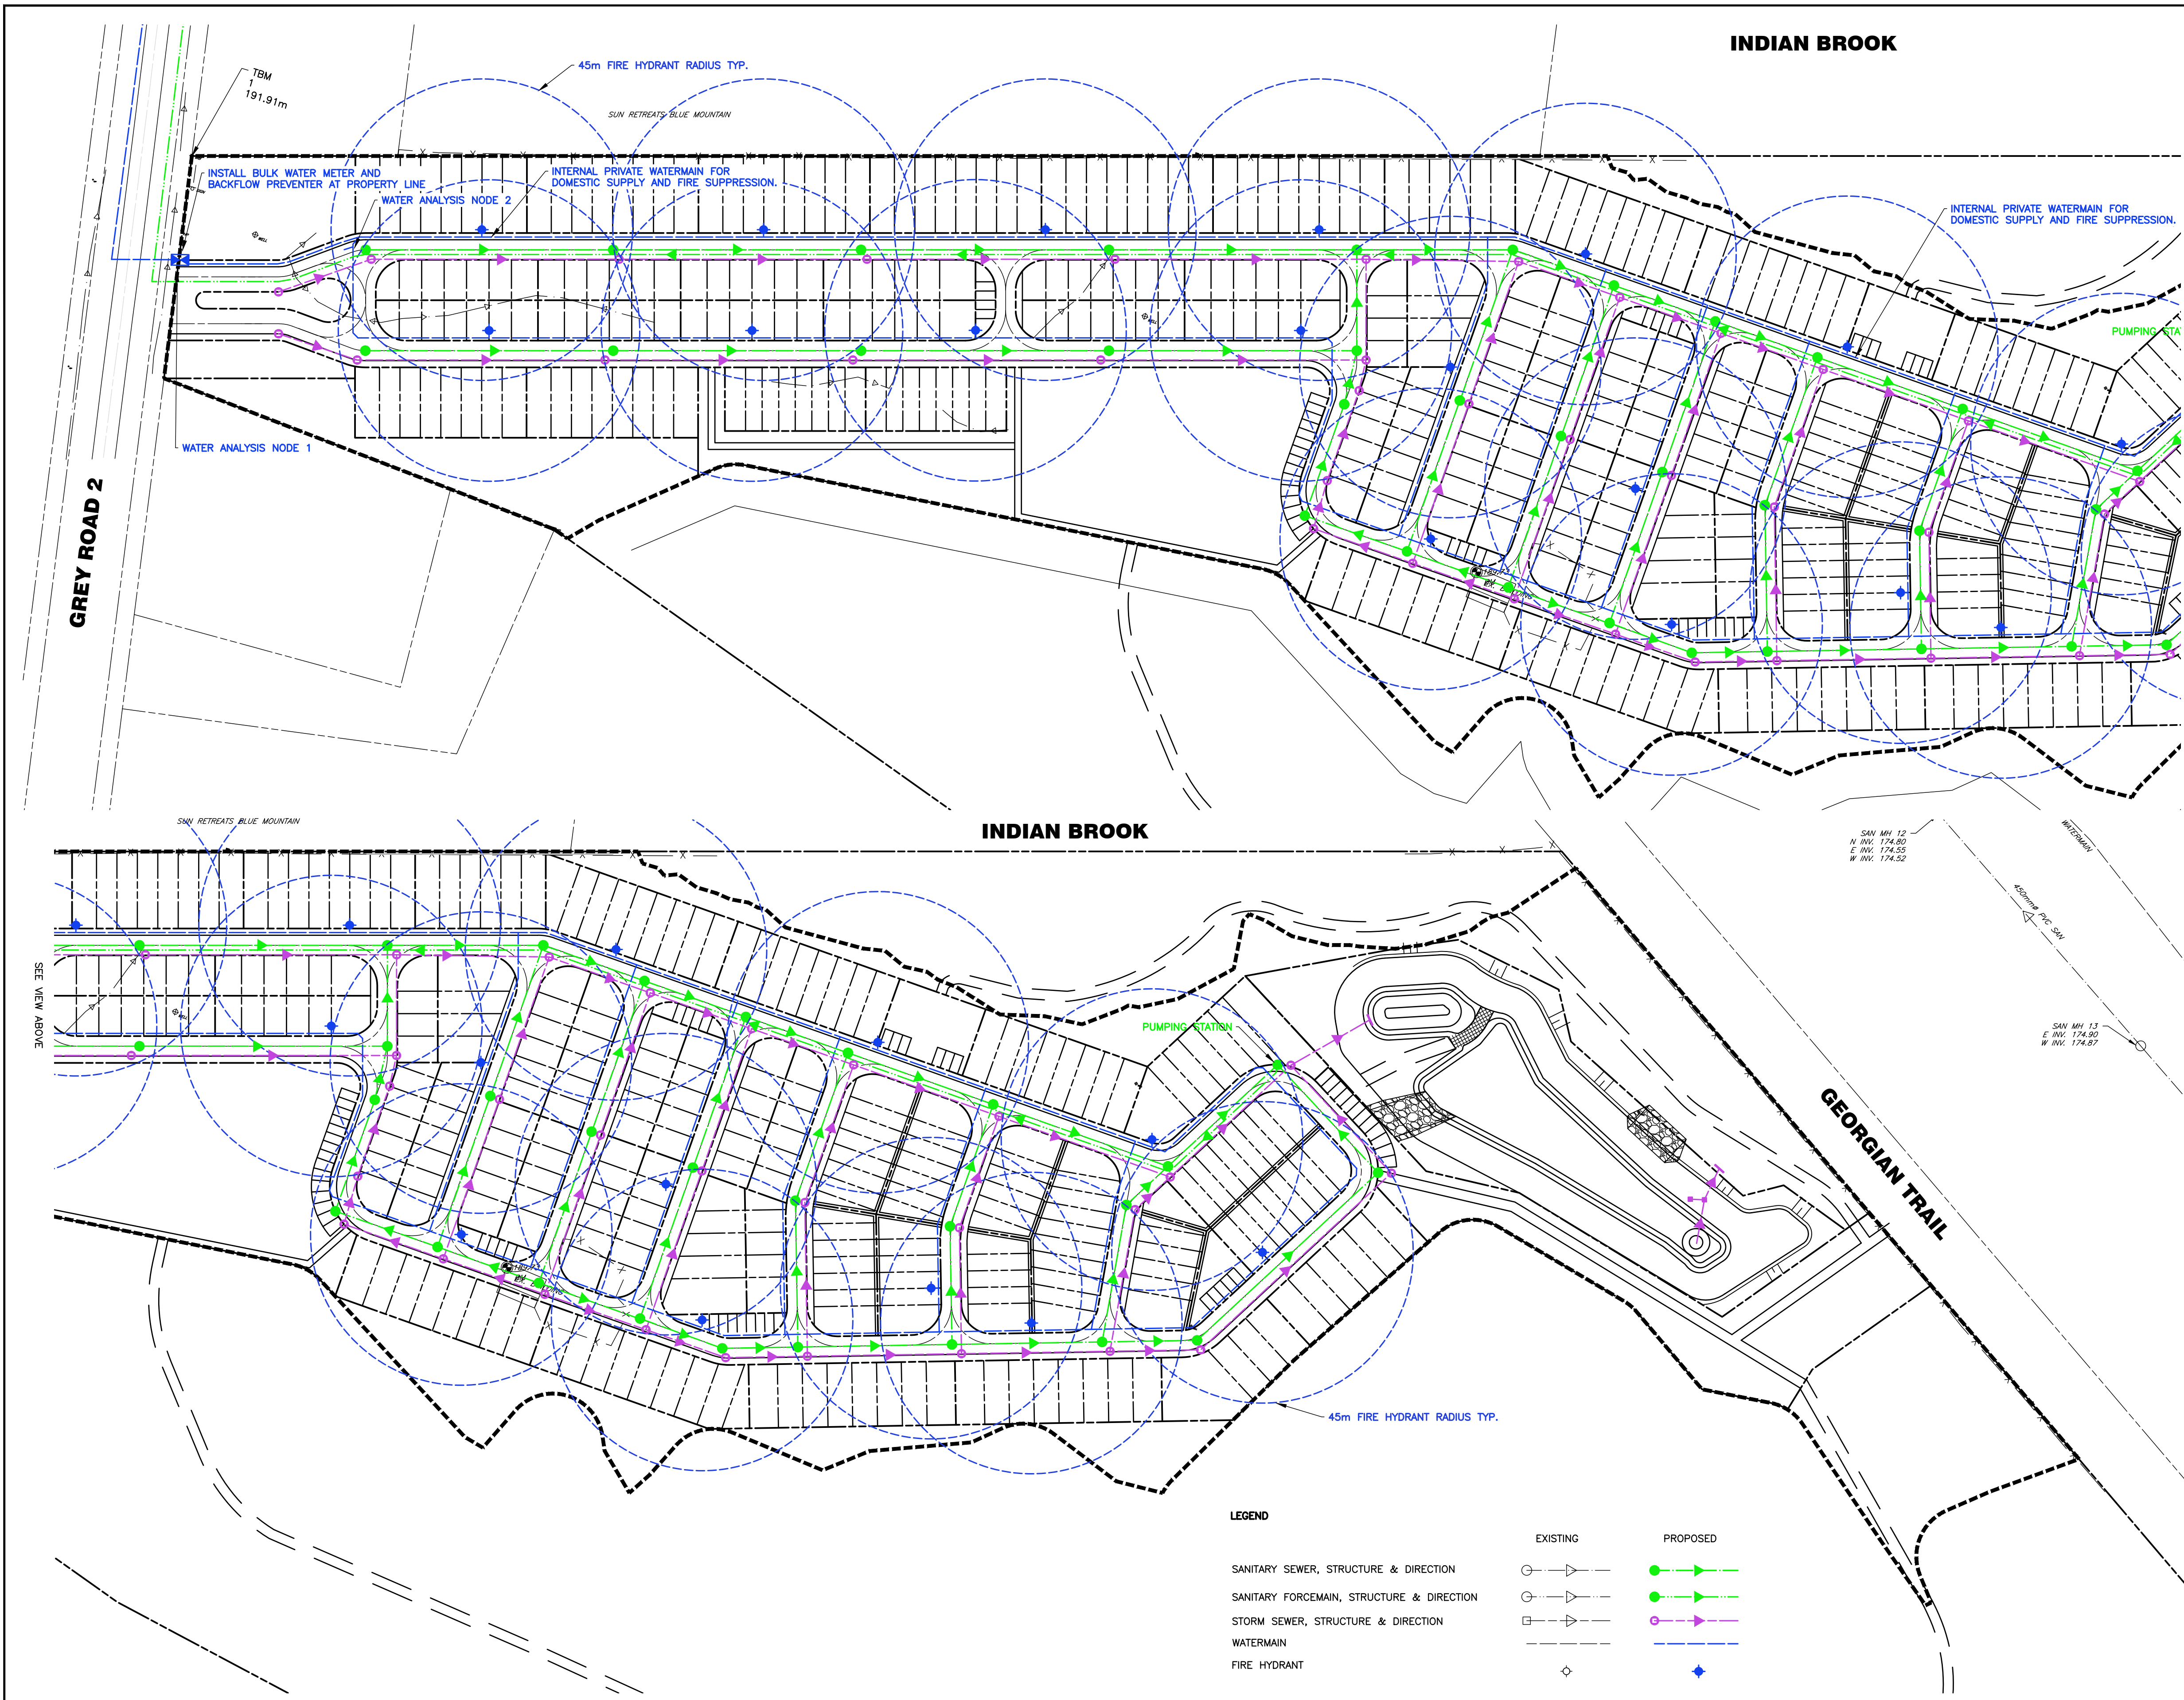 INDIAN BROOK
TBM
1
191.91m
45m FIRE HYDRANT RADIUS TYP.
SUN RETREATS BLUE MOUNTAIN
INSTALL BULK WATER METER AND
BACKFLOW PREVENTER AT PROPERTY LINE
WATER ANALYSIS NODE 2
INTERNAL PRIVATE WATERMAIN FOR
DOMESTIC SUPPLY AND FIRE SUPPRESSION.
INTERNAL PRIVATE WATERMAIN FOR
DOMESTIC SUPPLY AND FIRE SUPPRESSION.
WELL
WELL
PUMPING STA
WATER ANALYSIS NODE 1
GREY ROAD 2
SUN RETREATS BLUE MOUNTAIN
INDIAN BROOK
SAN MH 12
N INV. 174.80
E INV. 174.55
W INV. 174.52
WATERMAIN
450mmø PVC SAN
SEE VIEW ABOVE
WELL
PUMPING STATION
SAN MH 13
E INV. 174.90
W INV. 174.87
GEORGIAN TRAIL
45m FIRE HYDRANT RADIUS TYP.
LEGEND
EXISTING PROPOSED
SANITARY SEWER, STRUCTURE & DIRECTION
SANITARY FORCEMAIN, STRUCTURE & DIRECTION
STORM SEWER, STRUCTURE & DIRECTION
WATERMAIN
FIRE HYDRANT